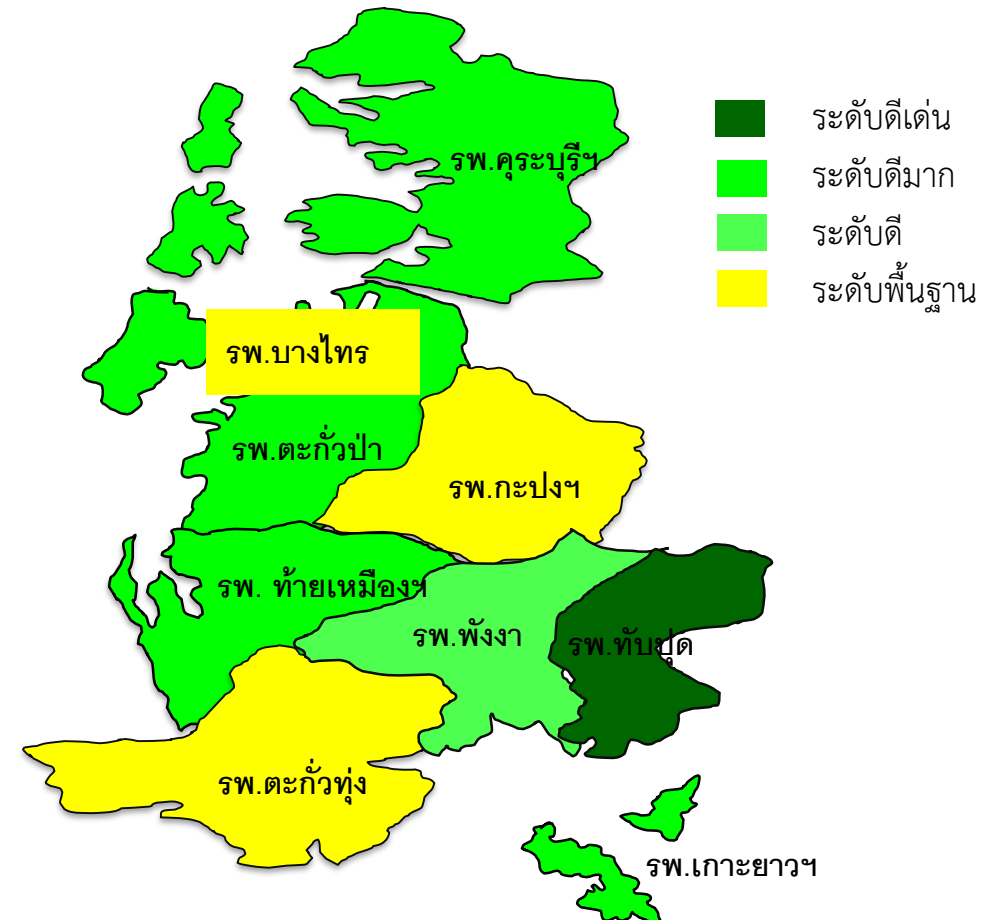 ระดับดีเด่น
ระดับดีมาก
ระดับดี
ระดับพื้นฐาน
รพ.คุระบุรีฯ
รพ.บางไทร
รพ.ตะกั่วป่า
รพ.กะปงฯ
รพ. ท้ายเหมืองฯ
รพ.พังงา
รพ.ทับปุด
รพ.ตะกั่วทุ่ง
รพ.เกาะยาวฯ